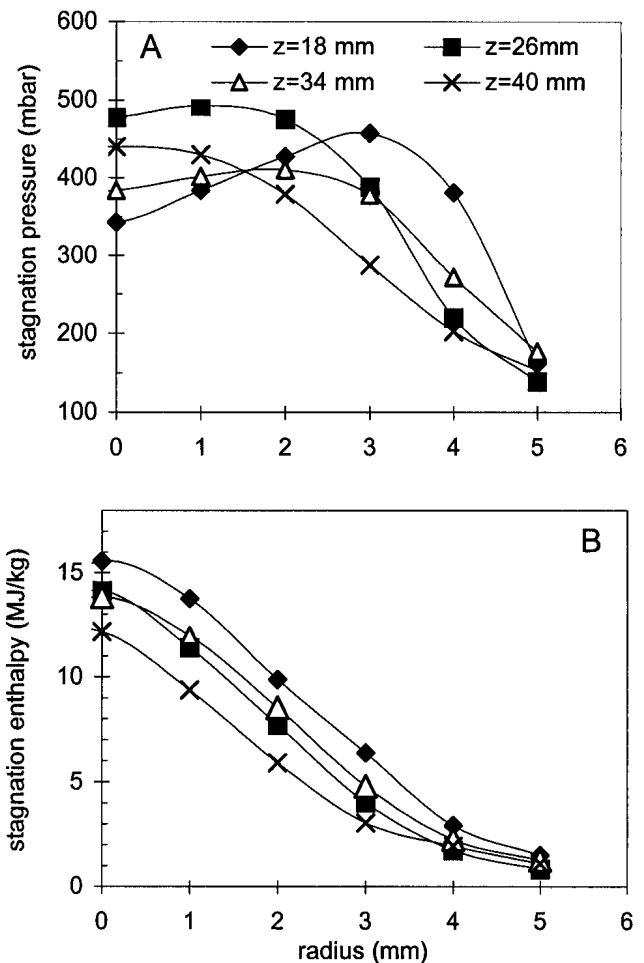 600
A
z=18 mm
z=26mm
z=34 mm
z=40 mm
500
400
300
200
100
stagnation pressure (mbar)
0 1 2 3 4 5 6
B
15
10
5
0
stagnation enthalpy (MJ/kg)
0 1 2 3 4 5 6
radius (mm)